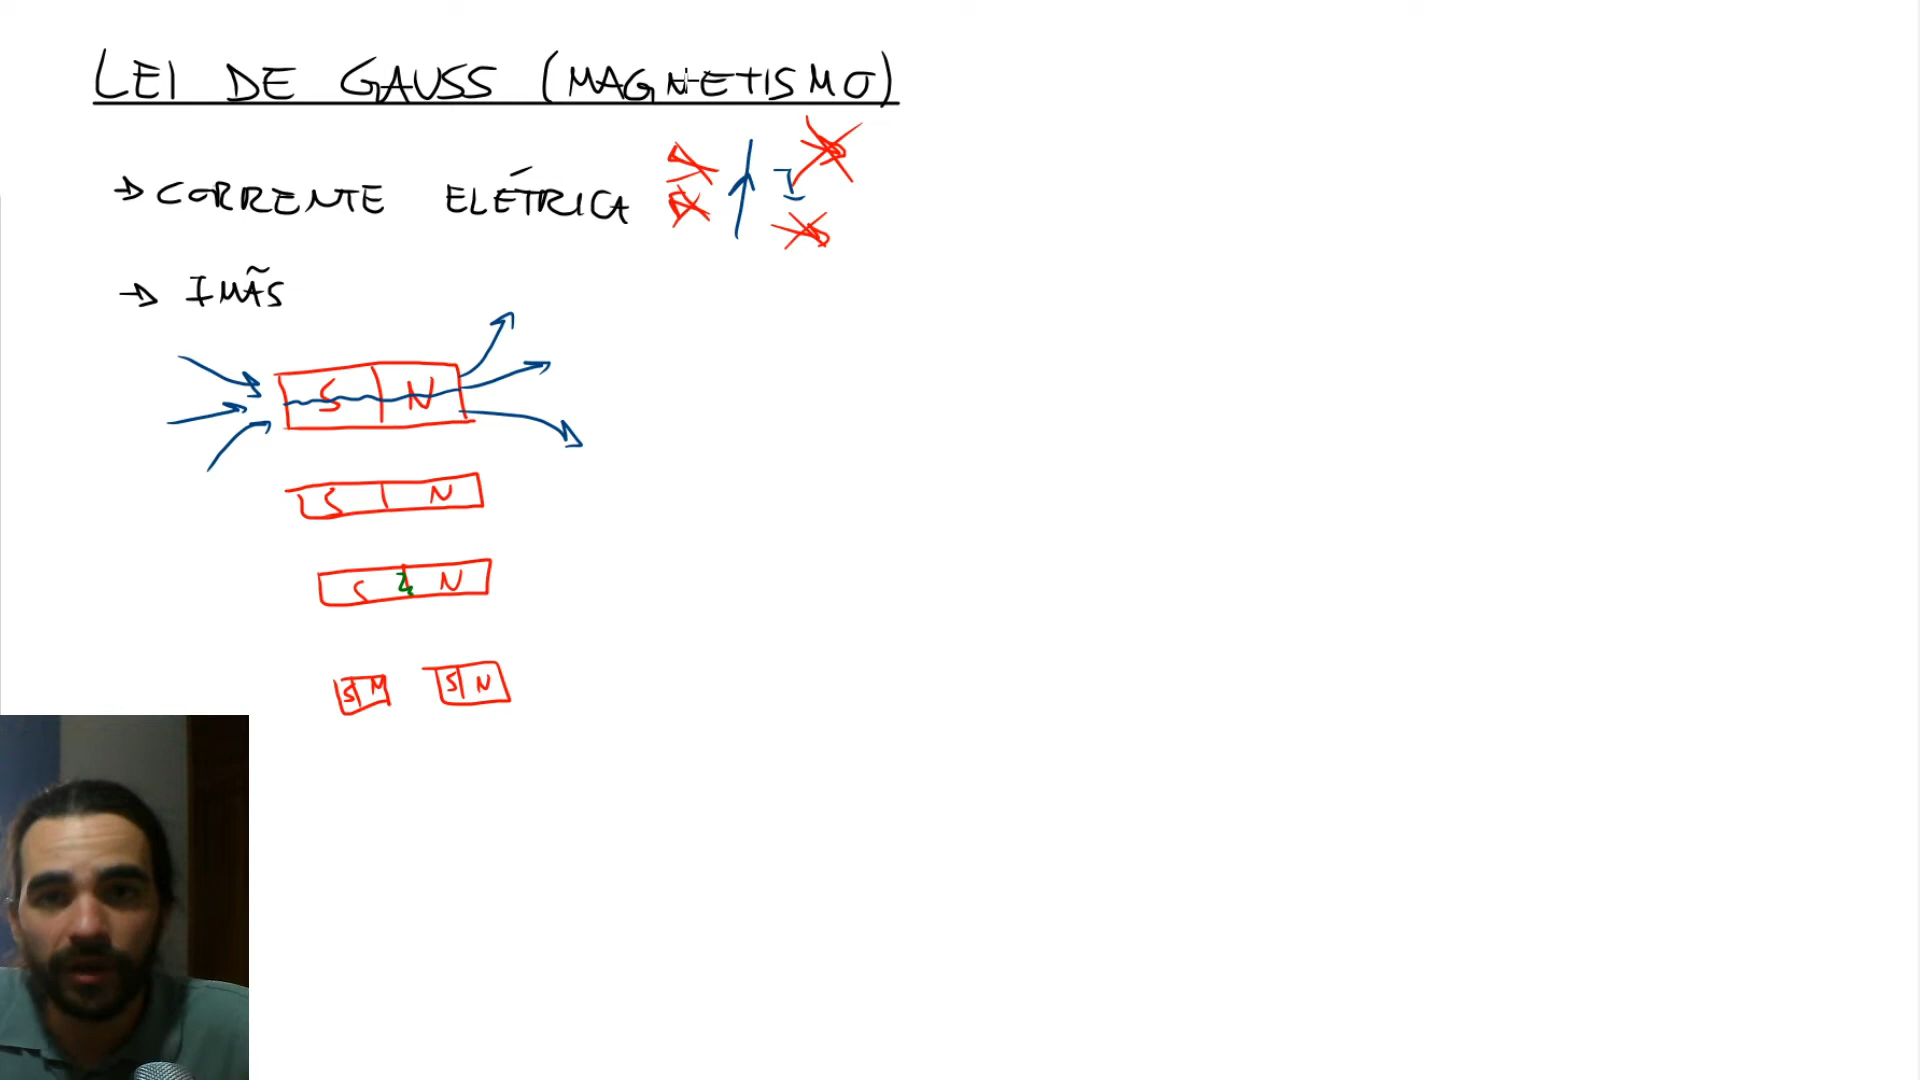 LEI DE GAUSS (MAGNETISMO)
→ CORRENTE ELÉTRICA I
→ IMÃS
S N
S N
S N
S N S N